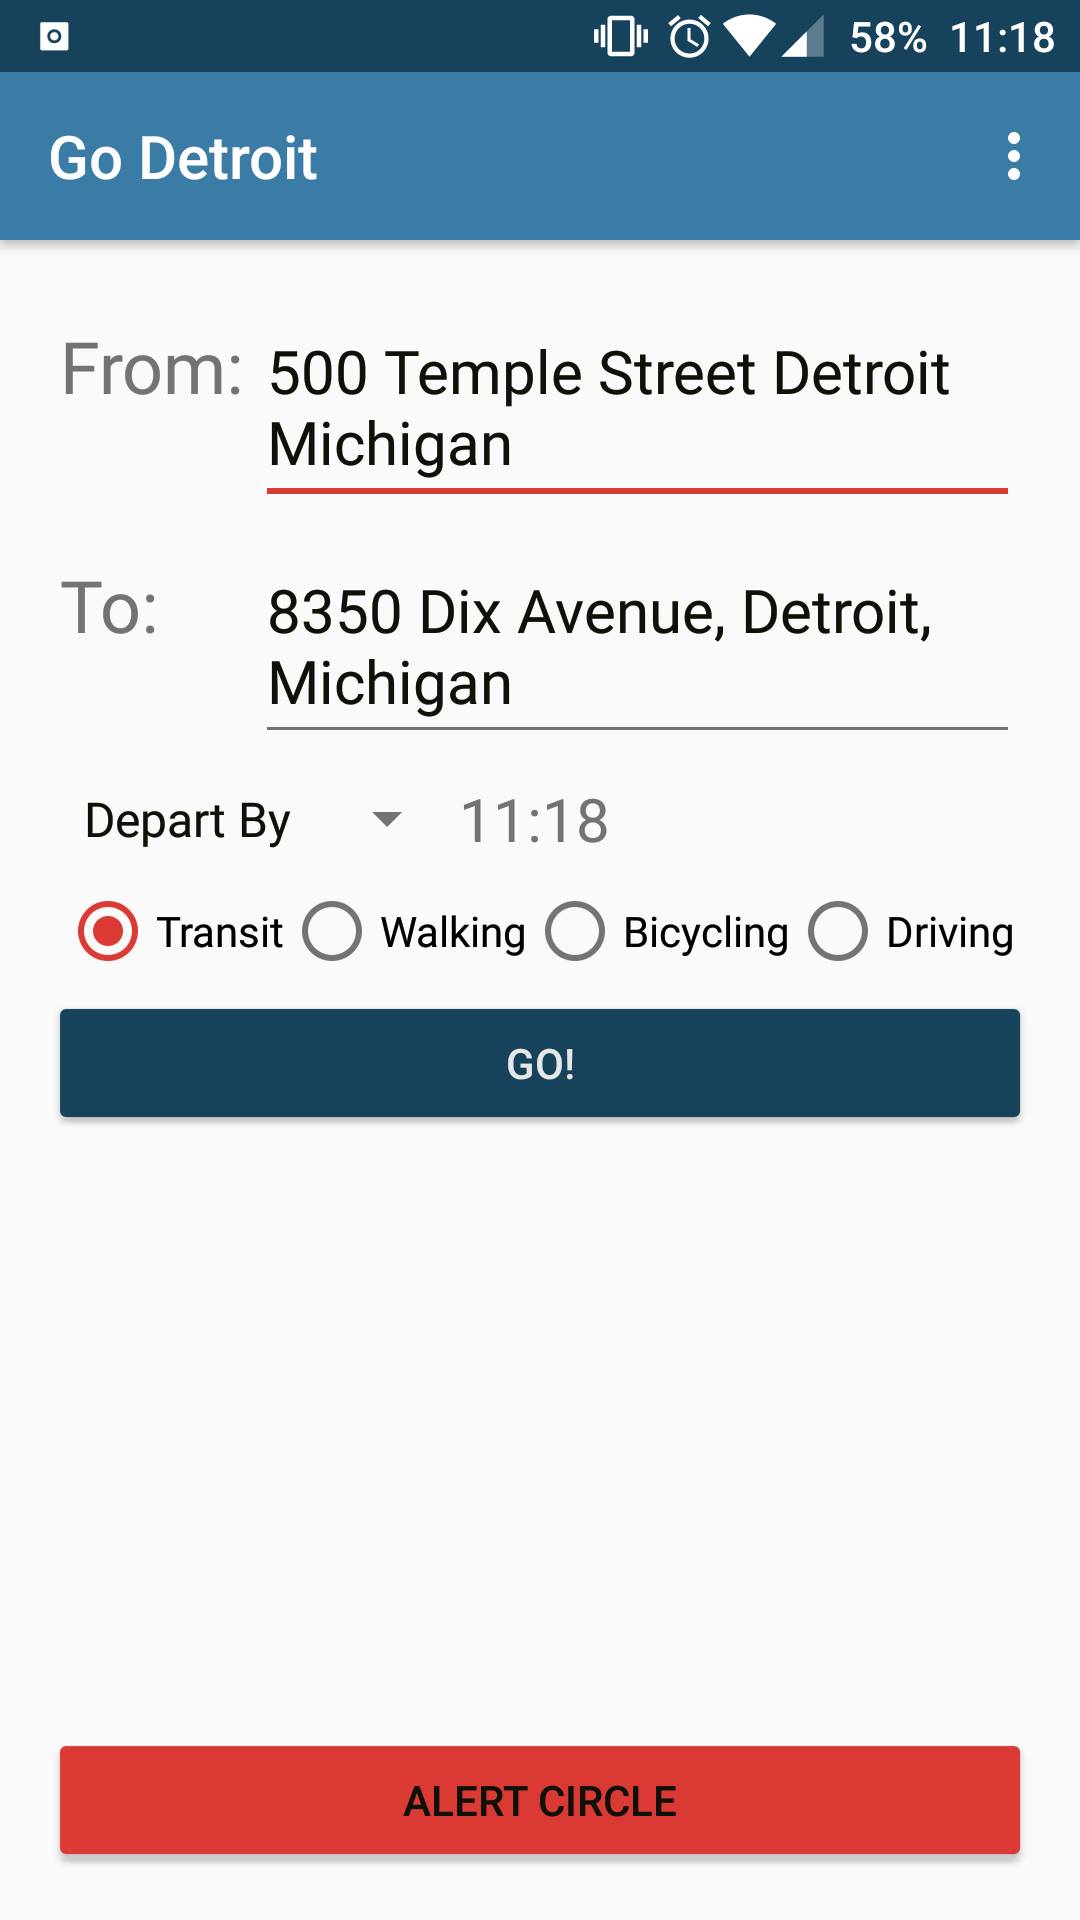 58% 11:18
Go Detroit
From: 500 Temple Street Detroit
Michigan
To: 8350 Dix Avenue, Detroit,
Michigan
Depart By 11:18
Transit Walking Bicycling Driving
GO!
ALERT CIRCLE